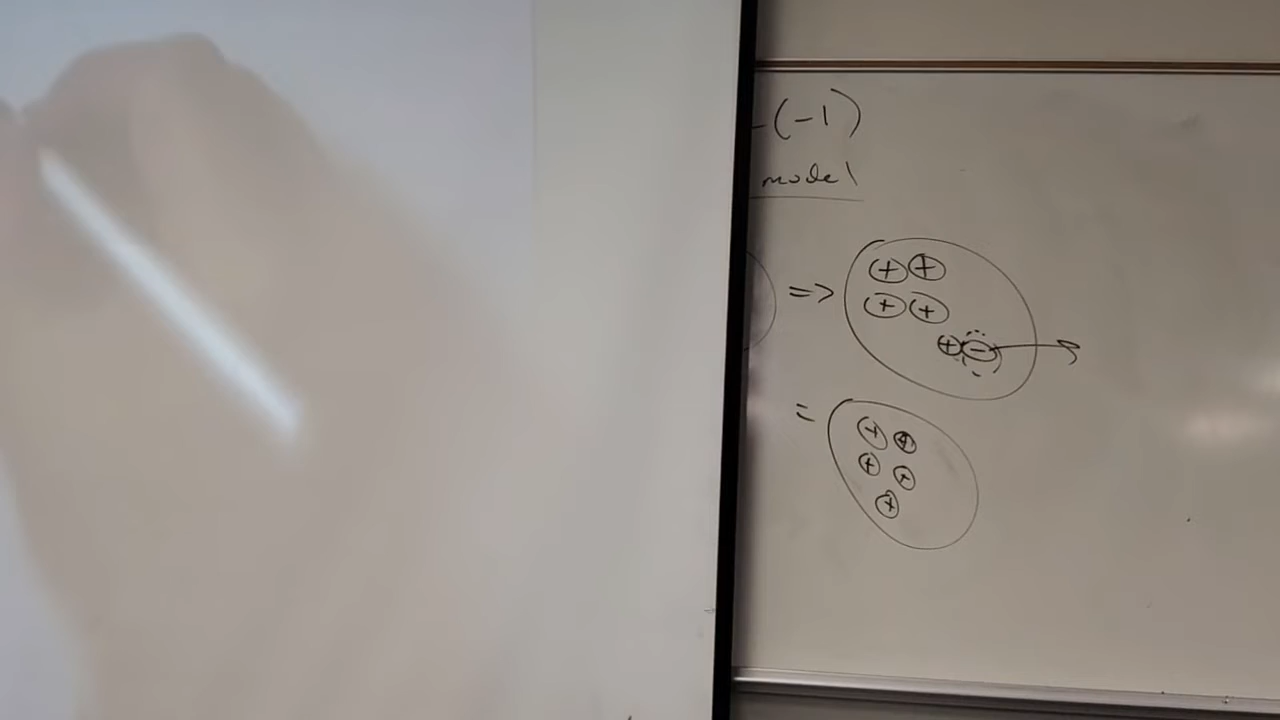 -(-1)
model
=> + + + + + -
= + + + + +